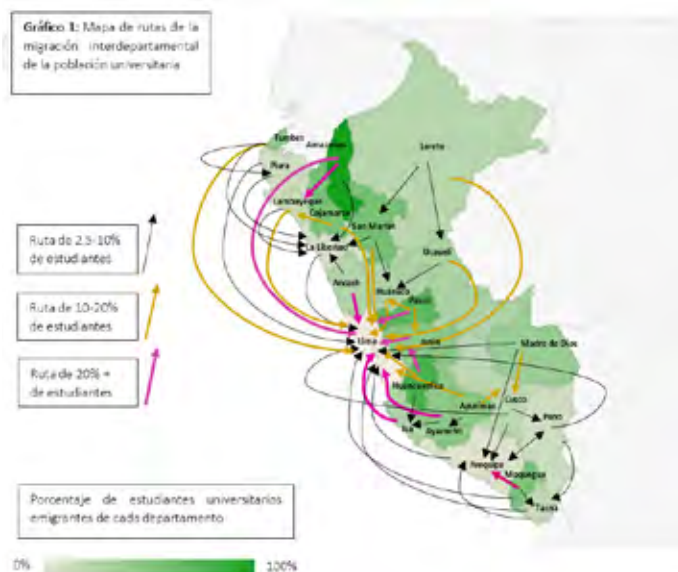 Gráfico 1: Mapa de rutas de la
migración interdepartamental
de la población universitaria
Tumbes
Amazonas
Loreto
Piura
Lambayeque
Cajamarca
San Martín
La Libertad
Ucayali
Ruta de 2,5-10%
de estudiantes
Ancash
Huánuco
Pasco
Ruta de 10-20%
de estudiantes
Lima
Junín
Madre de Dios
Ruta de 20% +
de estudiantes
Huancavelica
Cusco
Apurímac
Puno
Ica
Ayacucho
Arequipa
Moquegua
Tacna
Porcentaje de estudiantes universitarios
emigrantes de cada departamento
0%
100%